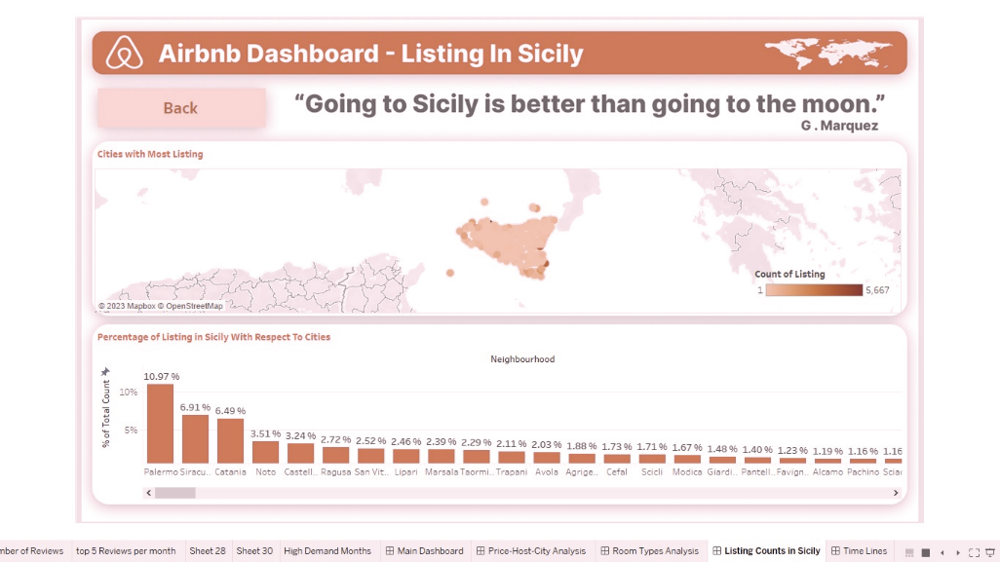 Airbnb Dashboard - Listing In Sicily
Back
“Going to Sicily is better than going to the moon.”
G . Marquez
Cities with Most Listing
Count of Listing
1 5,667
© 2023 Mapbox © OpenStreetMap
Percentage of Listing in Sicily With Respect To Cities
Neighbourhood
% of Total Count
10%
5%
10.97 % 6.91 % 6.49 % 3.51 % 3.24 % 2.72 % 2.52 % 2.46 % 2.39 % 2.29 % 2.11 % 2.03 % 1.88 % 1.73 % 1.71 % 1.67 % 1.48 % 1.40 % 1.23 % 1.19 % 1.16 % 1.16
Palermo Siracu.. Catania Noto Castell.. Ragusa San Vit.. Lipari Marsala Taormi.. Trapani Avola Agrige.. Cefal Scicli Modica Giardi.. Pantell.. Favign.. Alcamo Pachino Sciac
mber of Reviews top 5 Reviews per month Sheet 28 Sheet 30 High Demand Months Main Dashboard Price-Host-City Analysis Room Types Analysis Listing Counts in Sicily Time Lines